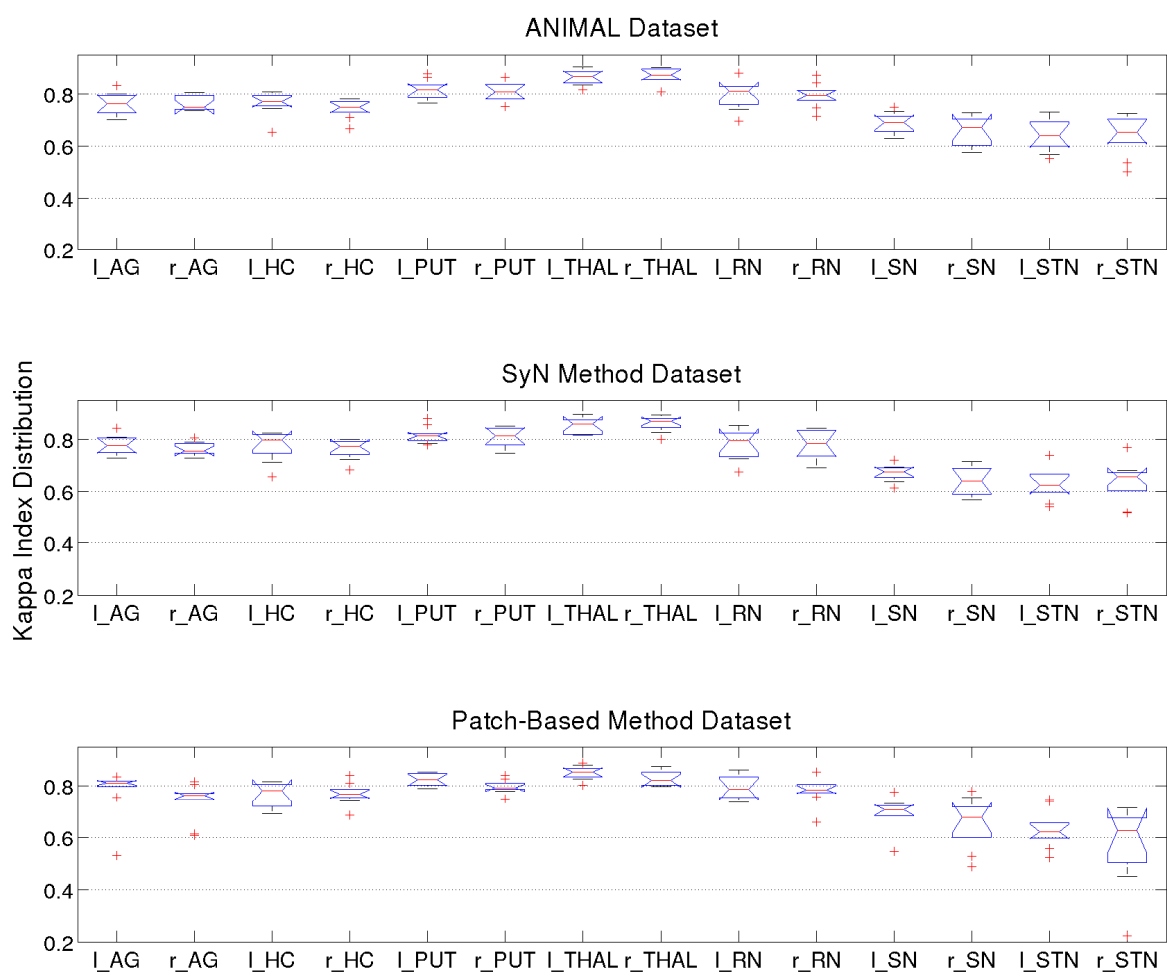 ANIMAL Dataset
0.8
0.6
0.4
0.2
l_AG r_AG l_HC r_HC l_PUT r_PUT l_THAL r_THAL l_RN r_RN l_SN r_SN l_STN r_STN
Kappa Index Distribution
SyN Method Dataset
0.8
0.6
0.4
0.2
l_AG r_AG l_HC r_HC l_PUT r_PUT l_THAL r_THAL l_RN r_RN l_SN r_SN l_STN r_STN
Patch-Based Method Dataset
0.8
0.6
0.4
0.2
l_AG r_AG l_HC r_HC l_PUT r_PUT l_THAL r_THAL l_RN r_RN l_SN r_SN l_STN r_STN